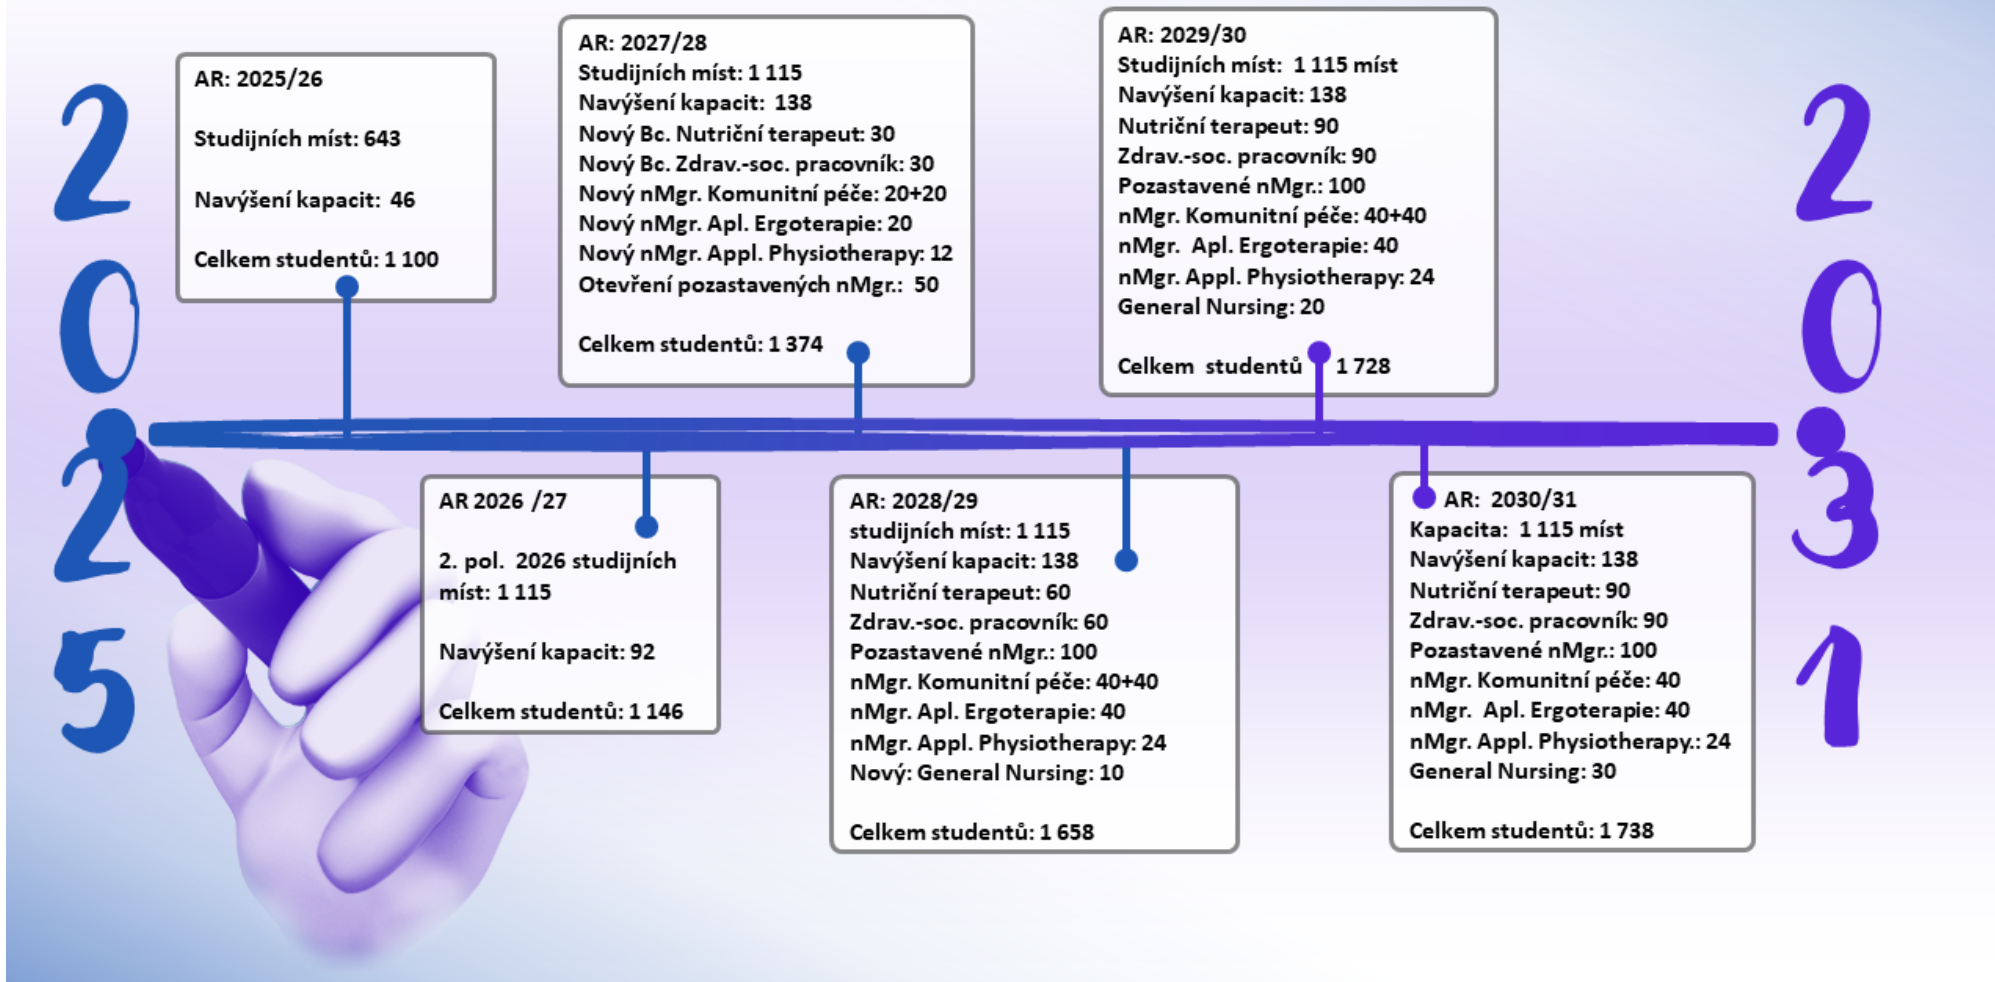 2025
AR: 2025/26
Studijních míst: 643
Navýšení kapacit: 46
Celkem studentů: 1 100
AR 2026 /27
2. pol. 2026 studijních
míst: 1 115
Navýšení kapacit: 92
Celkem studentů: 1 146
AR: 2027/28
Studijních míst: 1 115
Navýšení kapacit: 138
Nový Bc. Nutriční terapeut: 30
Nový Bc. Zdrav.-soc. pracovník: 30
Nový nMgr. Komunitní péče: 20+20
Nový nMgr. Apl. Ergoterapie: 20
Nový nMgr. Appl. Physiotherapy: 12
Otevření pozastavených nMgr.: 50
Celkem studentů: 1 374
AR: 2028/29
studijních míst: 1 115
Navýšení kapacit: 138
Nutriční terapeut: 60
Zdrav.-soc. pracovník: 60
Pozastavené nMgr.: 100
nMgr. Komunitní péče: 40+40
nMgr. Apl. Ergoterapie: 40
nMgr. Appl. Physiotherapy: 24
Nový: General Nursing: 10
Celkem studentů: 1 658
AR: 2029/30
Studijních míst: 1 115 míst
Navýšení kapacit: 138
Nutriční terapeut: 90
Zdrav.-soc. pracovník: 90
Pozastavené nMgr.: 100
nMgr. Komunitní péče: 40+40
nMgr. Apl. Ergoterapie: 40
nMgr. Appl. Physiotherapy: 24
General Nursing: 20
Celkem studentů 1 728
AR: 2030/31
Kapacita: 1 115 míst
Navýšení kapacit: 138
Nutriční terapeut: 90
Zdrav.-soc. pracovník: 90
Pozastavené nMgr.: 100
nMgr. Komunitní péče: 40
nMgr. Apl. Ergoterapie: 40
nMgr. Appl. Physiotherapy.: 24
General Nursing: 30
Celkem studentů: 1 738
2031